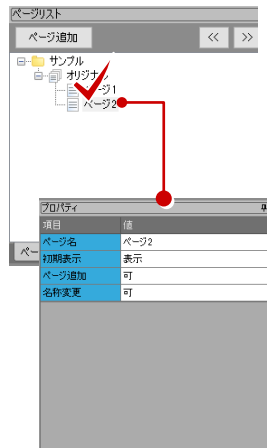 ページリスト
ページ追加
<< >>
サンプル
オリジナル
ページ1
ページ2
プロパティ
項目 値
ページ名 ページ2
初期表示 表示
ページ追加 可
名称変更 可